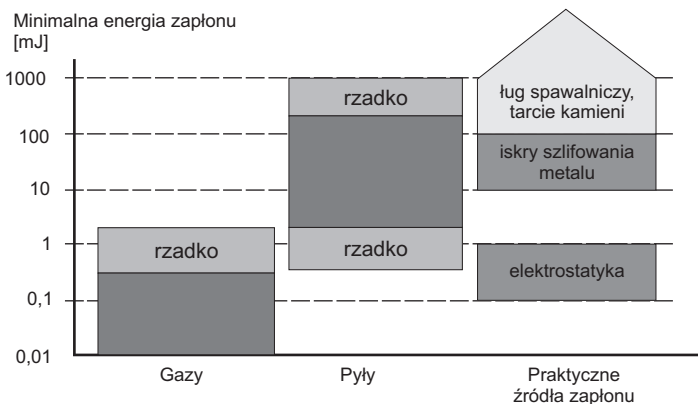 Minimalna energia zapłonu
[mJ]
1000
100
10
1
0,1
0,01
rzadko
rzadko
rzadko
ług spawalniczy,
tarcie kamieni
iskry szlifowania
metalu
elektrostatyka
Gazy
Pyły
Praktyczne
źródła zapłonu